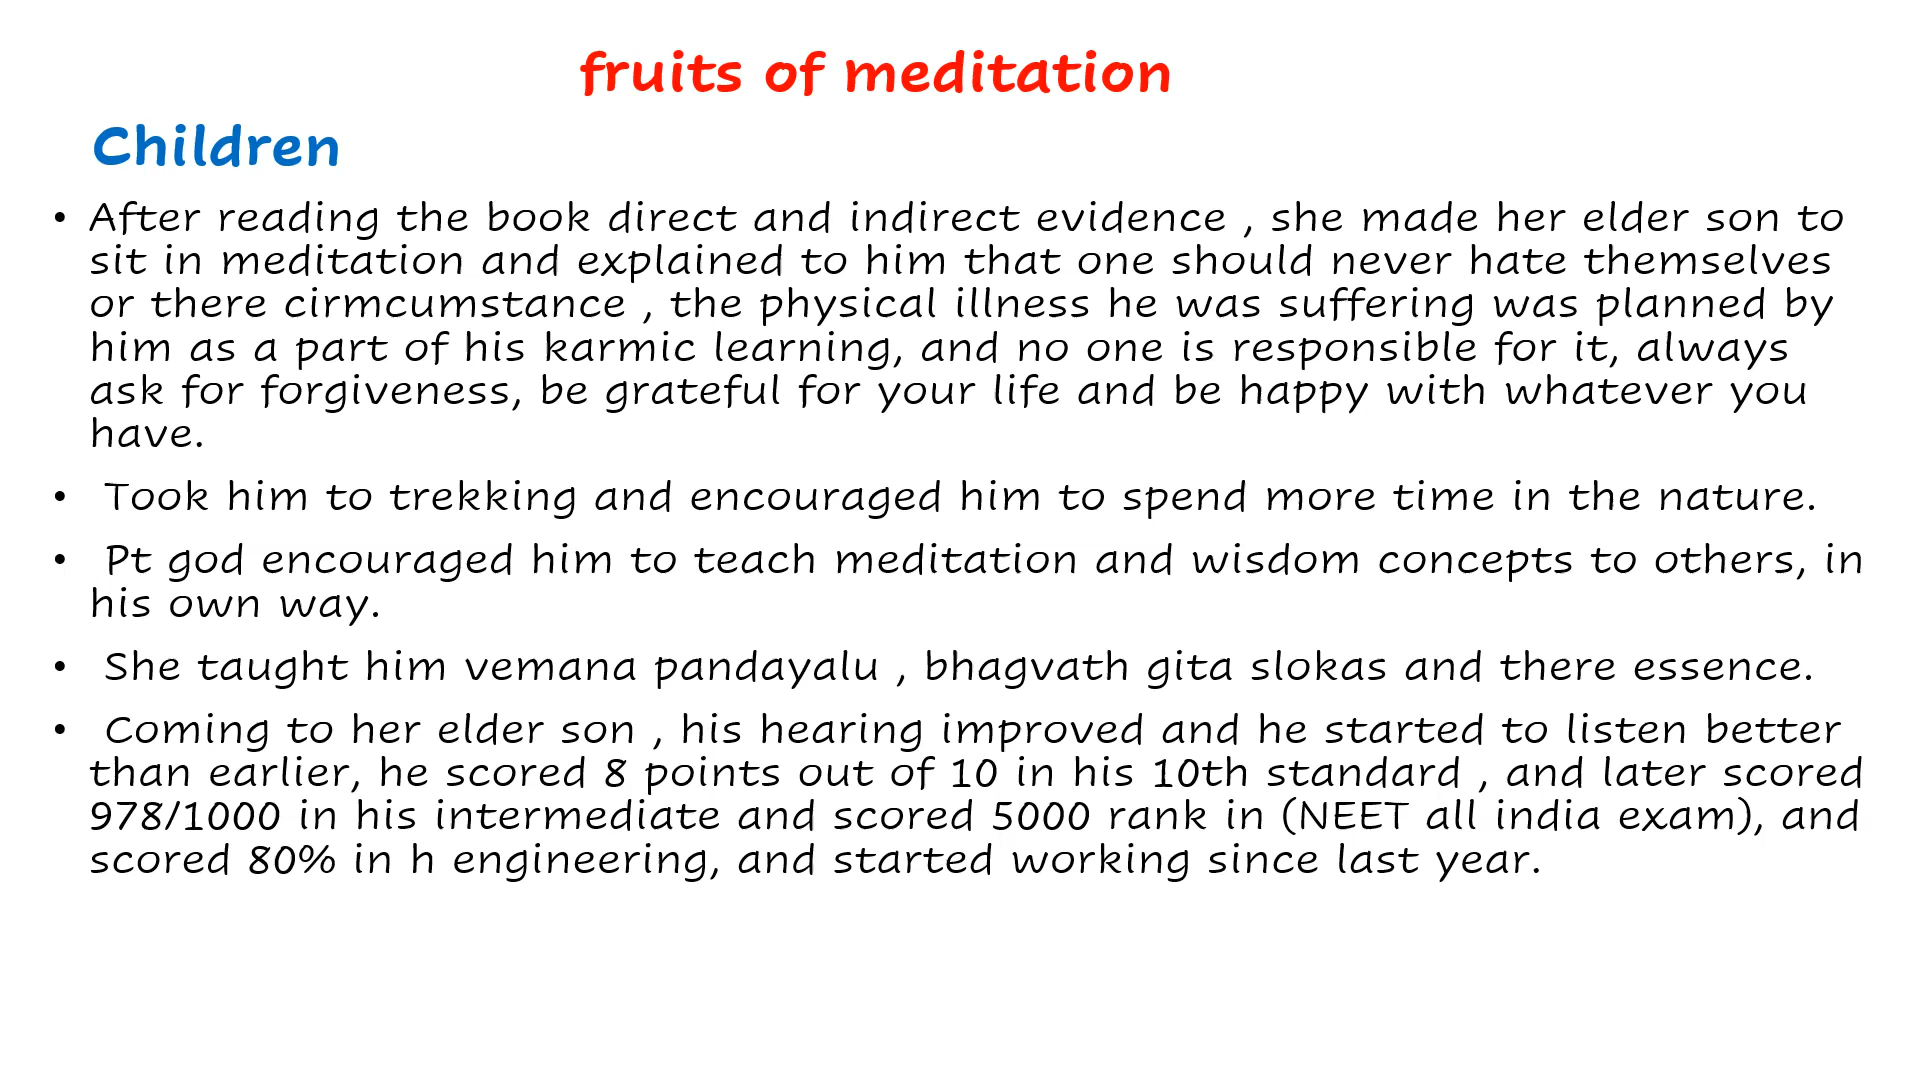 fruits of meditation
Children
• After reading the book direct and indirect evidence , she made her elder son to
sit in meditation and explained to him that one should never hate themselves
or there cirmcumstance , the physical illness he was suffering was planned by
him as a part of his karmic learning, and no one is responsible for it, always
ask for forgiveness, be grateful for your life and be happy with whatever you
have.
• Took him to trekking and encouraged him to spend more time in the nature.
• Pt god encouraged him to teach meditation and wisdom concepts to others, in
his own way.
• She taught him vemana pandayalu , bhagvath gita slokas and there essence.
• Coming to her elder son , his hearing improved and he started to listen better
than earlier, he scored 8 points out of 10 in his 10th standard , and later scored
978/1000 in his intermediate and scored 5000 rank in (NEET all india exam), and
scored 80% in h engineering, and started working since last year.